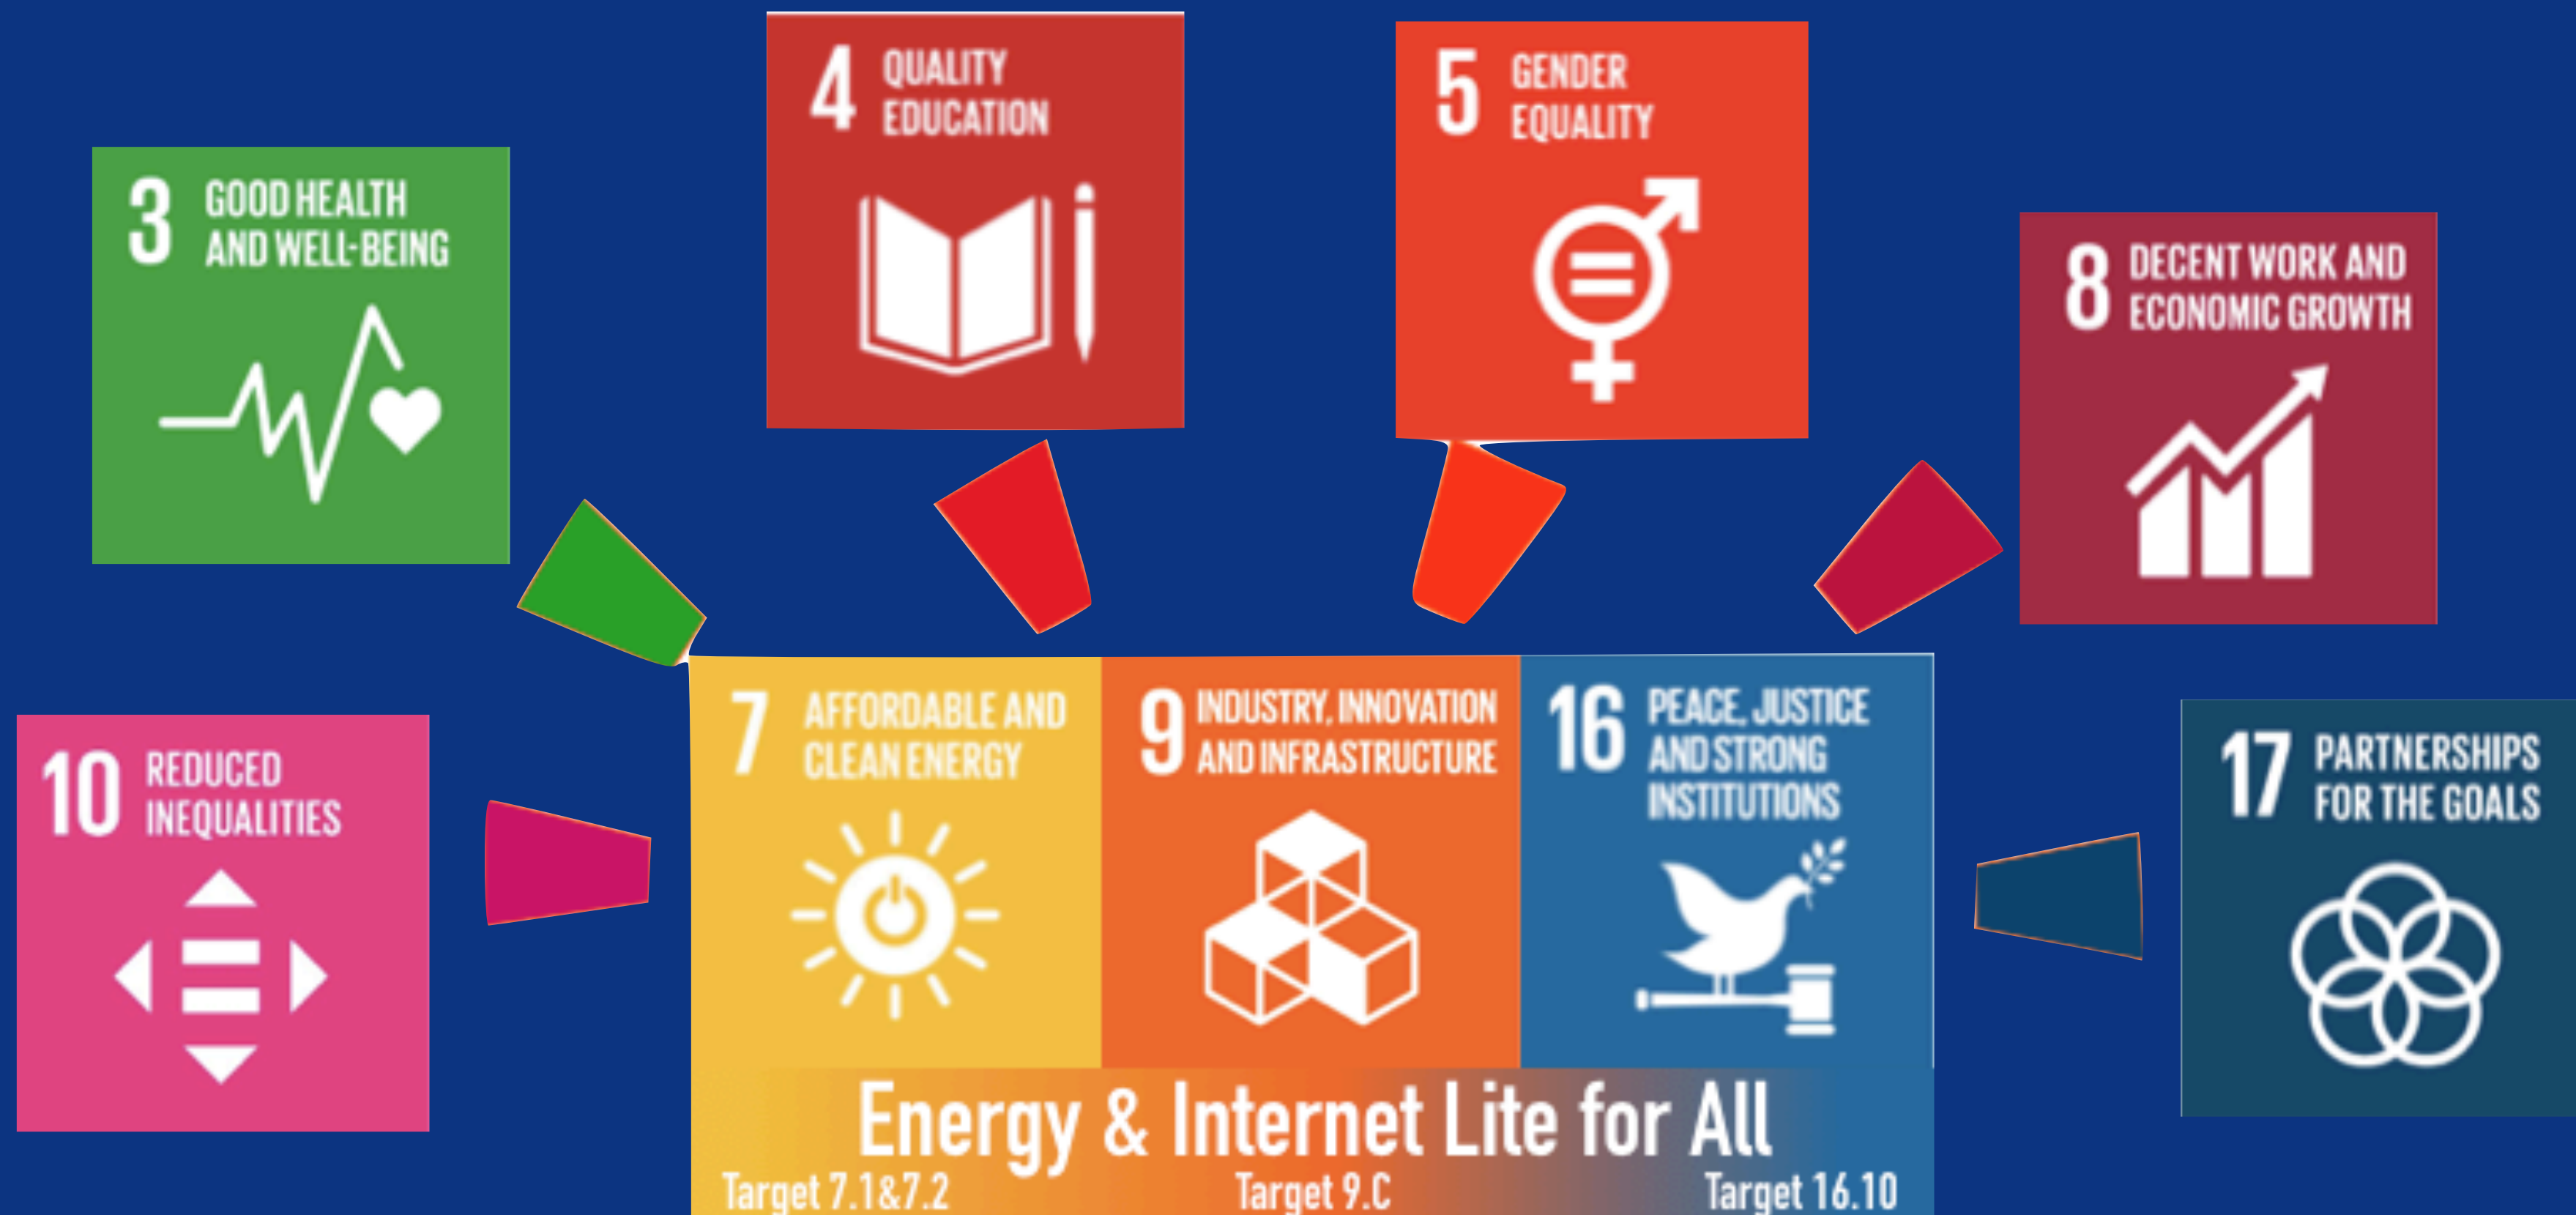 4 QUALITY
EDUCATION
5 GENDER
EQUALITY
3 GOOD HEALTH
AND WELL-BEING
8 DECENT WORK AND
ECONOMIC GROWTH
10 REDUCED
INEQUALITIES
7 AFFORDABLE AND
CLEAN ENERGY
9 INDUSTRY, INNOVATION
AND INFRASTRUCTURE
16 PEACE, JUSTICE
AND STRONG
INSTITUTIONS
17 PARTNERSHIPS
FOR THE GOALS
Energy & Internet Lite for All
Target 7.1&7.2
Target 9.C
Target 16.10